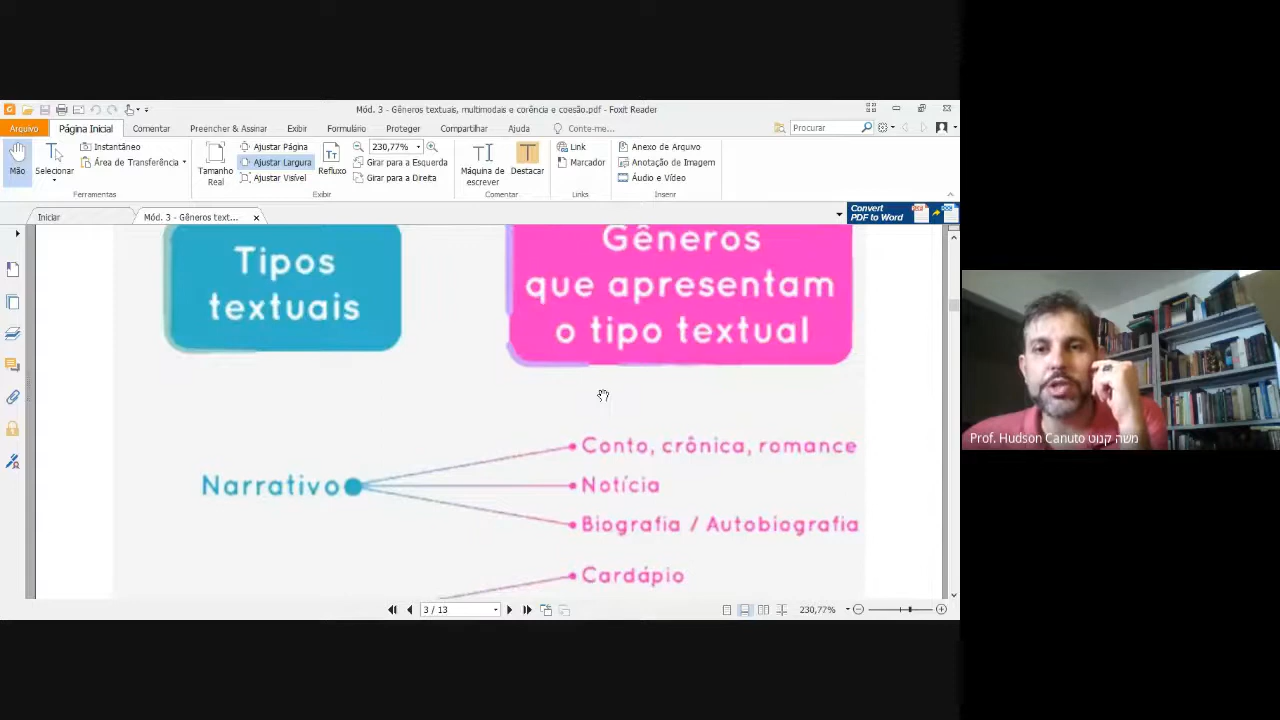 Mód. 3 - Gêneros textuais, multimodais e corência e coesão.pdf - Foxit Reader
Arquivo Página Inicial Comentar Preencher & Assinar Exibir Formulário Proteger Compartilhar Ajuda Conte-me... Procurar
Mão
Selecionar
Instantâneo
Área de Transferência
Ferramentas
Tamanho
Real
Ajustar Página
Ajustar Largura
Ajustar Visível
Refluxo
230,77%
Girar para a Esquerda
Girar para a Direita
Exibir
Máquina de
escrever
Destacar
Comentar
Link
Marcador
Links
Anexo de Arquivo
Anotação de Imagem
Áudio e Vídeo
Inserir
Iniciar
Mód. 3 - Gêneros text...
Convert
PDF to Word
Tipos
textuais
Gêneros
que apresentam
o tipo textual
Narrativo
Conto, crônica, romance
Notícia
Biografia / Autobiografia
Cardápio
3 / 13
230,77%
Prof. Hudson Canuto משה קנוט